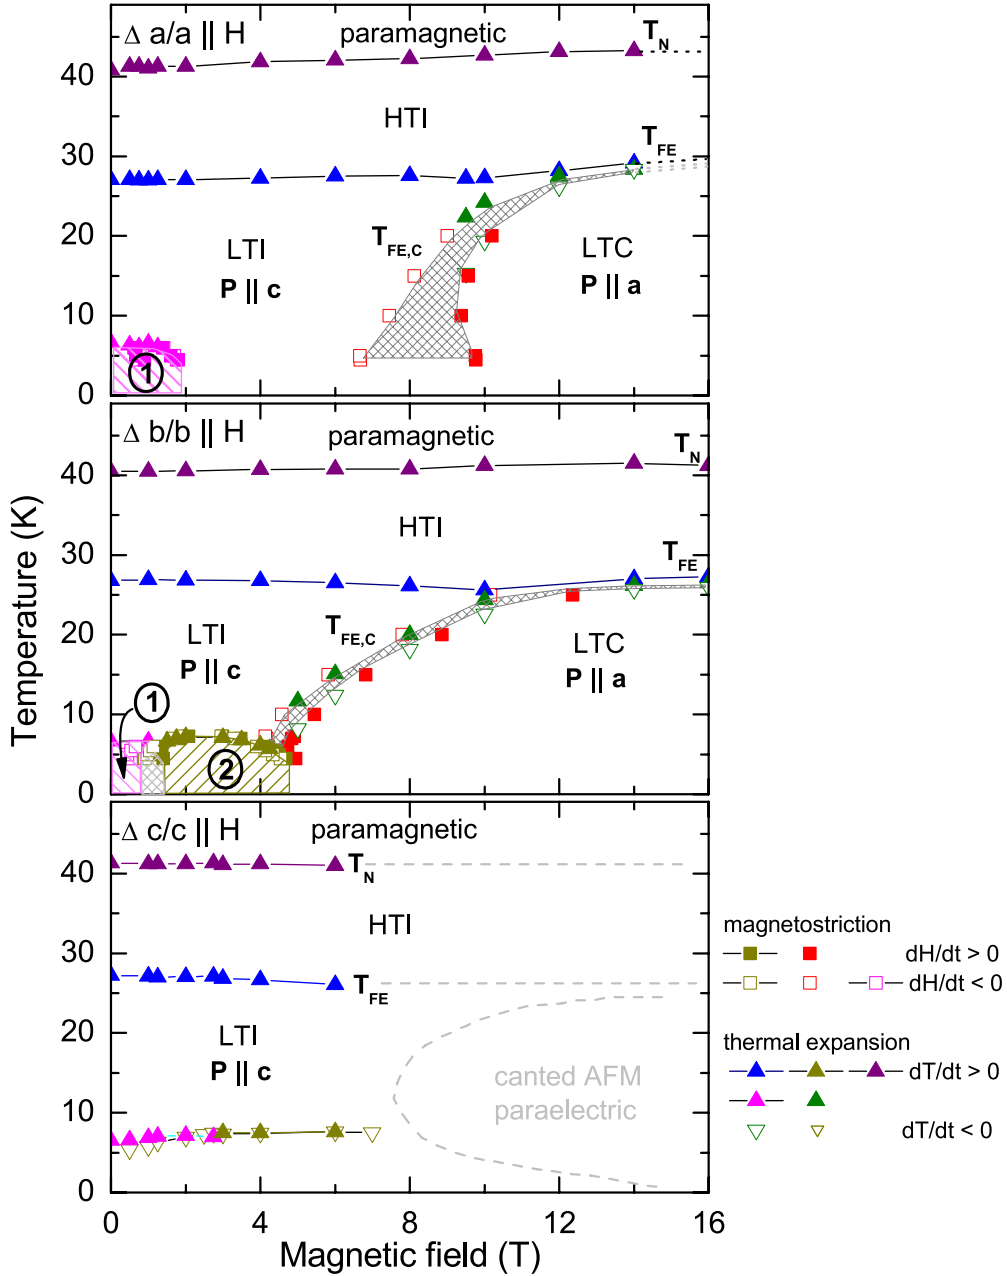 Δ a/a || H
paramagnetic
T_N
40
HTI
30
T_FE
20
T_FE,C
LTI
P || c
LTC
P || a
10
1
0
Δ b/b || H
paramagnetic
T_N
40
HTI
30
T_FE
20
T_FE,C
LTI
P || c
LTC
P || a
1
10
2
0
Temperature (K)
Δ c/c || H
paramagnetic
40
T_N
HTI
30
T_FE
20
LTI
P || c
canted AFM
paraelectric
10
0
0 4 8 12 16
Magnetic field (T)
magnetostriction
dH/dt > 0
dH/dt < 0
thermal expansion
dT/dt > 0
dT/dt < 0